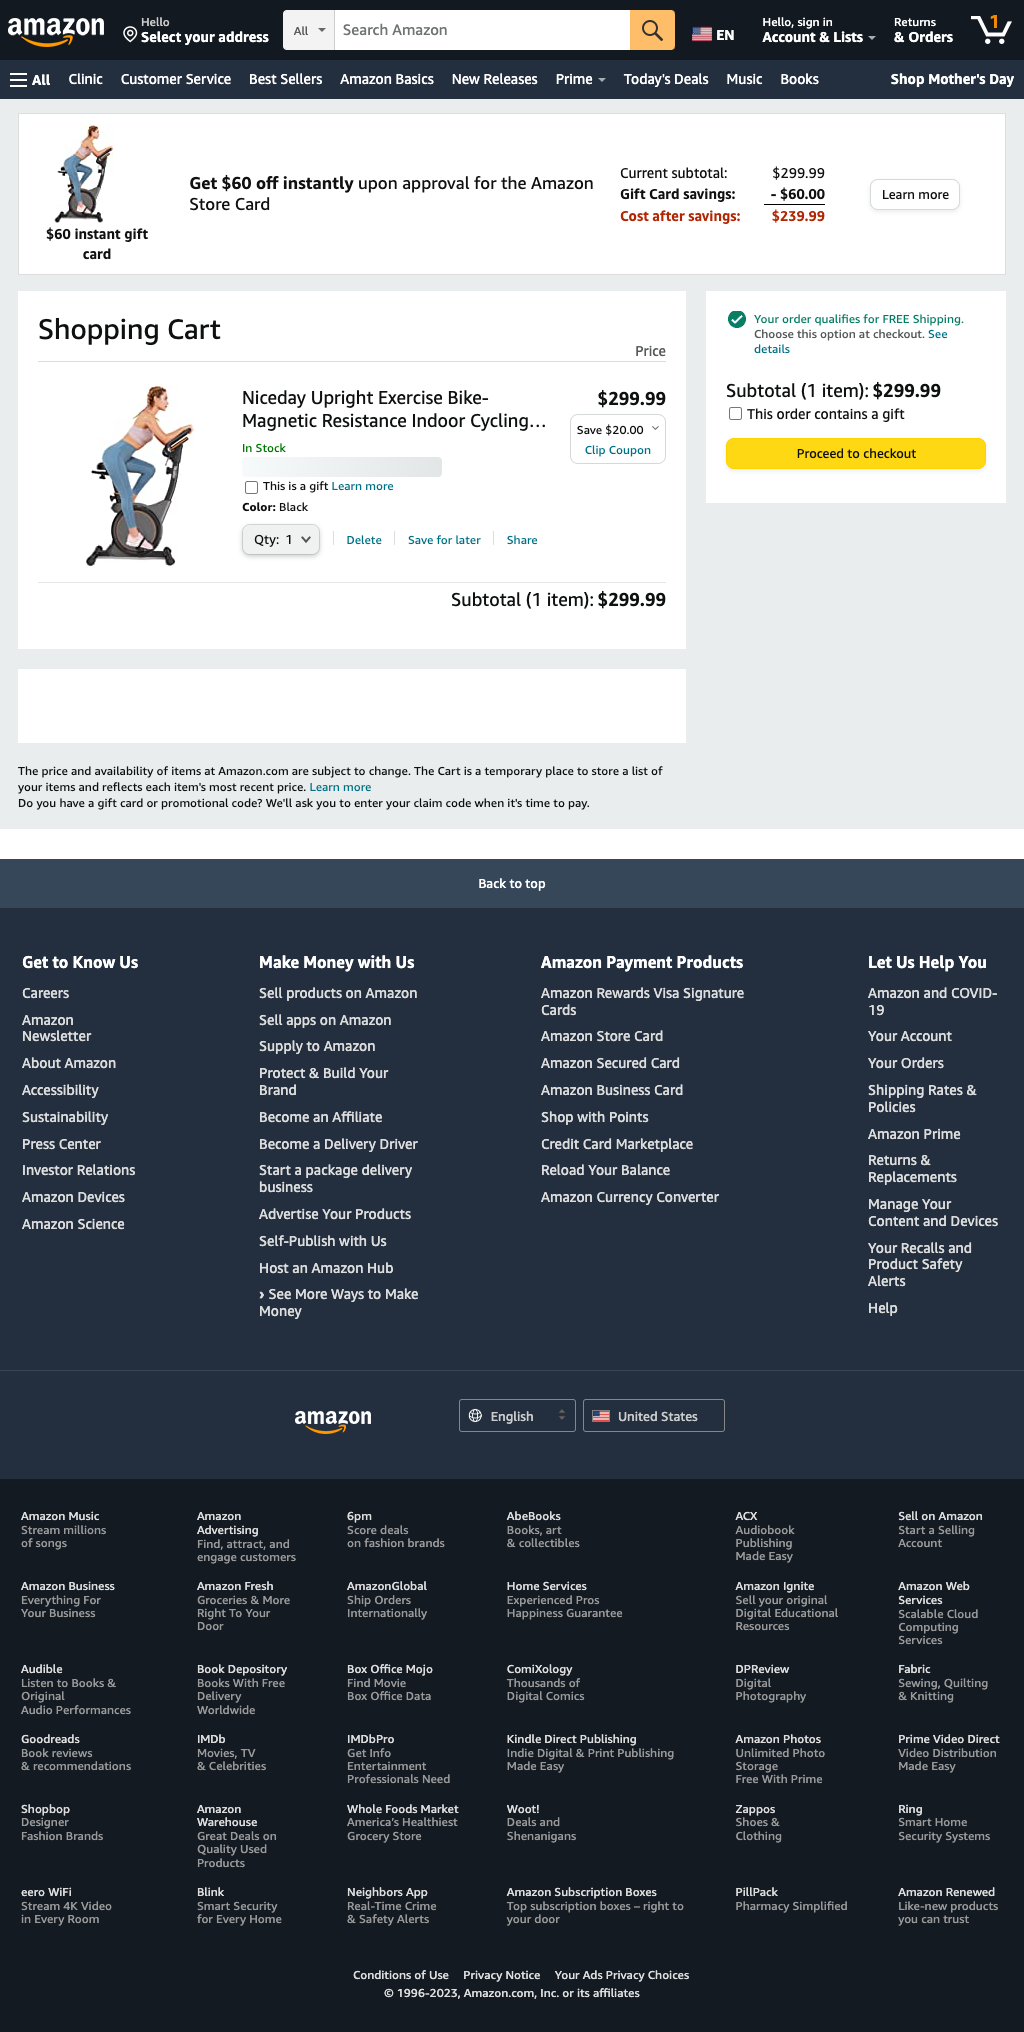 amazon
Hello
Select your address
All
Search Amazon
EN
Hello, sign in
Account & Lists
Returns
& Orders
1
All
Clinic
Customer Service
Best Sellers
Amazon Basics
New Releases
Prime
Today's Deals
Music
Books
Shop Mother's Day
$60 instant gift
card
Get $60 off instantly upon approval for the Amazon
Store Card
Current subtotal: $299.99
Gift Card savings: - $60.00
Cost after savings: $239.99
Learn more
Shopping Cart
Price
Niceday Upright Exercise Bike-
Magnetic Resistance Indoor Cycling…
$299.99
Save $20.00
Clip Coupon
In Stock
This is a gift Learn more
Color: Black
Qty: 1
Delete
Save for later
Share
Subtotal (1 item): $299.99
Your order qualifies for FREE Shipping.
Choose this option at checkout. See
details
Subtotal (1 item): $299.99
This order contains a gift
Proceed to checkout
The price and availability of items at Amazon.com are subject to change. The Cart is a temporary place to store a list of
your items and reflects each item's most recent price. Learn more
Do you have a gift card or promotional code? We'll ask you to enter your claim code when it's time to pay.
Back to top
Get to Know Us
Careers
Amazon
Newsletter
About Amazon
Accessibility
Sustainability
Press Center
Investor Relations
Amazon Devices
Amazon Science
Make Money with Us
Sell products on Amazon
Sell apps on Amazon
Supply to Amazon
Protect & Build Your
Brand
Become an Affiliate
Become a Delivery Driver
Start a package delivery
business
Advertise Your Products
Self-Publish with Us
Host an Amazon Hub
› See More Ways to Make
Money
Amazon Payment Products
Amazon Rewards Visa Signature
Cards
Amazon Store Card
Amazon Secured Card
Amazon Business Card
Shop with Points
Credit Card Marketplace
Reload Your Balance
Amazon Currency Converter
Let Us Help You
Amazon and COVID-
19
Your Account
Your Orders
Shipping Rates &
Policies
Amazon Prime
Returns &
Replacements
Manage Your
Content and Devices
Your Recalls and
Product Safety
Alerts
Help
amazon
English
United States
Amazon Music
Stream millions
of songs
Amazon
Advertising
Find, attract, and
engage customers
6pm
Score deals
on fashion brands
AbeBooks
Books, art
& collectibles
ACX
Audiobook
Publishing
Made Easy
Sell on Amazon
Start a Selling
Account
Amazon Business
Everything For
Your Business
Amazon Fresh
Groceries & More
Right To Your
Door
AmazonGlobal
Ship Orders
Internationally
Home Services
Experienced Pros
Happiness Guarantee
Amazon Ignite
Sell your original
Digital Educational
Resources
Amazon Web
Services
Scalable Cloud
Computing
Services
Audible
Listen to Books &
Original
Audio Performances
Book Depository
Books With Free
Delivery
Worldwide
Box Office Mojo
Find Movie
Box Office Data
ComiXology
Thousands of
Digital Comics
DPReview
Digital
Photography
Fabric
Sewing, Quilting
& Knitting
Goodreads
Book reviews
& recommendations
IMDb
Movies, TV
& Celebrities
IMDbPro
Get Info
Entertainment
Professionals Need
Kindle Direct Publishing
Indie Digital & Print Publishing
Made Easy
Amazon Photos
Unlimited Photo
Storage
Free With Prime
Prime Video Direct
Video Distribution
Made Easy
Shopbop
Designer
Fashion Brands
Amazon
Warehouse
Great Deals on
Quality Used
Products
Whole Foods Market
America's Healthiest
Grocery Store
Woot!
Deals and
Shenanigans
Zappos
Shoes &
Clothing
Ring
Smart Home
Security Systems
eero WiFi
Stream 4K Video
in Every Room
Blink
Smart Security
for Every Home
Neighbors App
Real-Time Crime
& Safety Alerts
Amazon Subscription Boxes
Top subscription boxes – right to
your door
PillPack
Pharmacy Simplified
Amazon Renewed
Like-new products
you can trust
Conditions of Use
Privacy Notice
Your Ads Privacy Choices
© 1996-2023, Amazon.com, Inc. or its affiliates